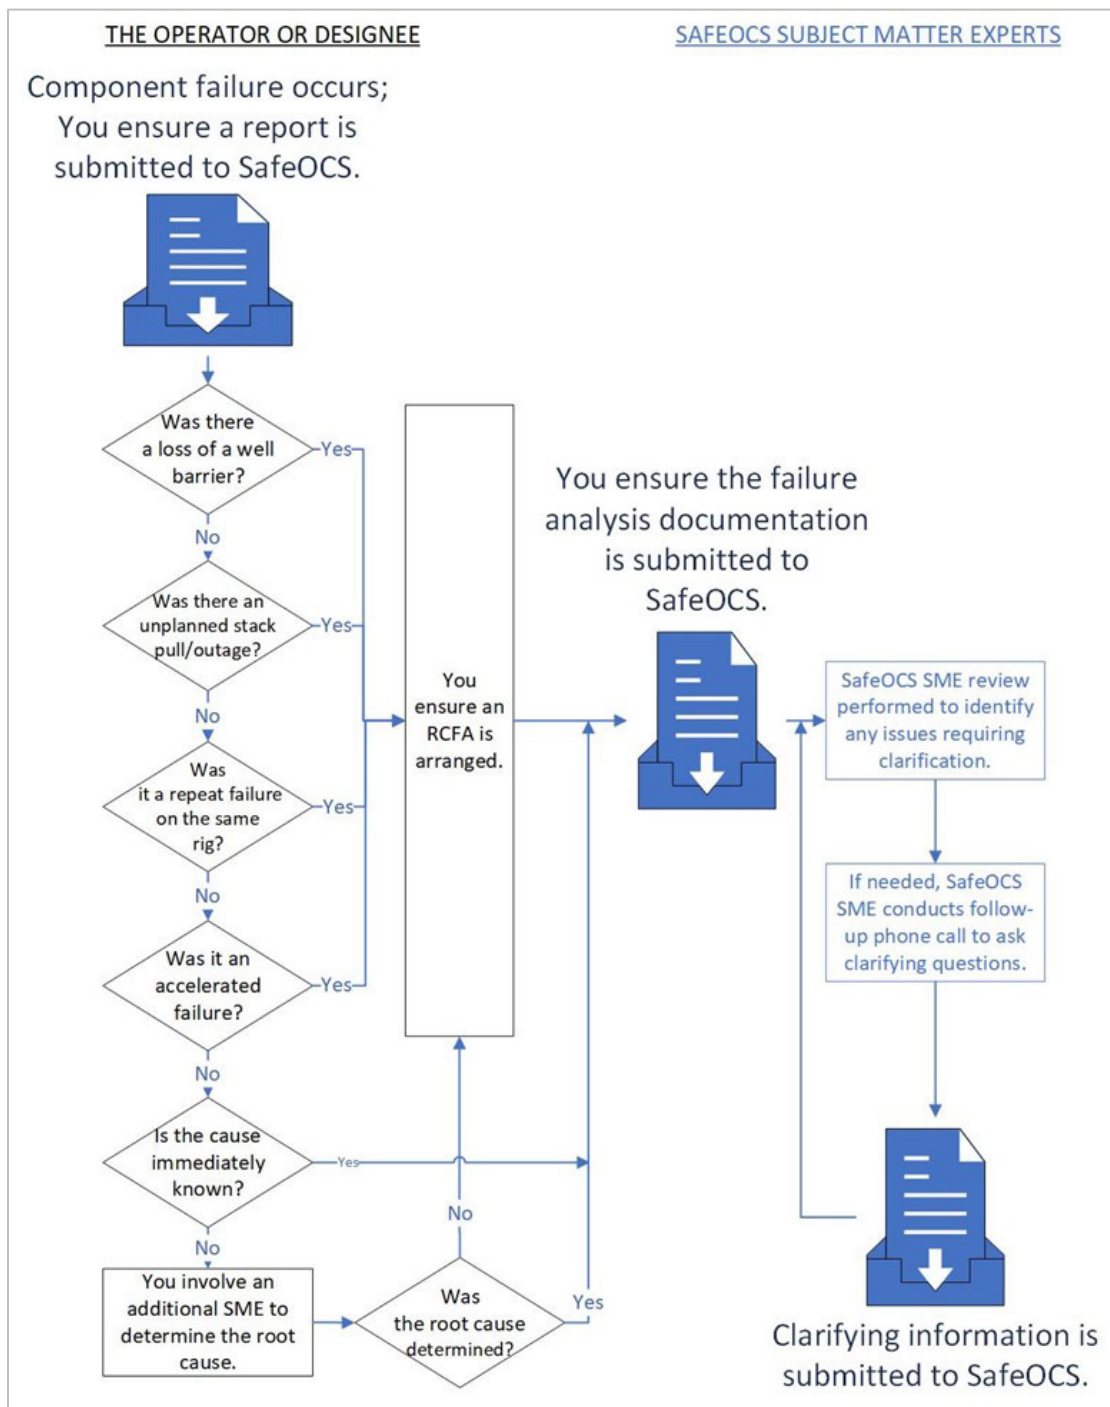 THE OPERATOR OR DESIGNEE
SAFEOCS SUBJECT MATTER EXPERTS
Component failure occurs;
You ensure a report is
submitted to SafeOCS.
Was there
a loss of a well
barrier?
Yes
No
Was there an
unplanned stack
pull/outage?
Yes
No
Was
it a repeat failure
on the same
rig?
Yes
No
Was it an
accelerated
failure?
Yes
No
Is the cause
immediately
known?
Yes
No
You involve an
additional SME to
determine the root
cause.
Was
the root cause
determined?
No
Yes
You
ensure an
RCFA is
arranged.
You ensure the failure
analysis documentation
is submitted to
SafeOCS.
SafeOCS SME review
performed to identify
any issues requiring
clarification.
If needed, SafeOCS
SME conducts follow-
up phone call to ask
clarifying questions.
Clarifying information is
submitted to SafeOCS.